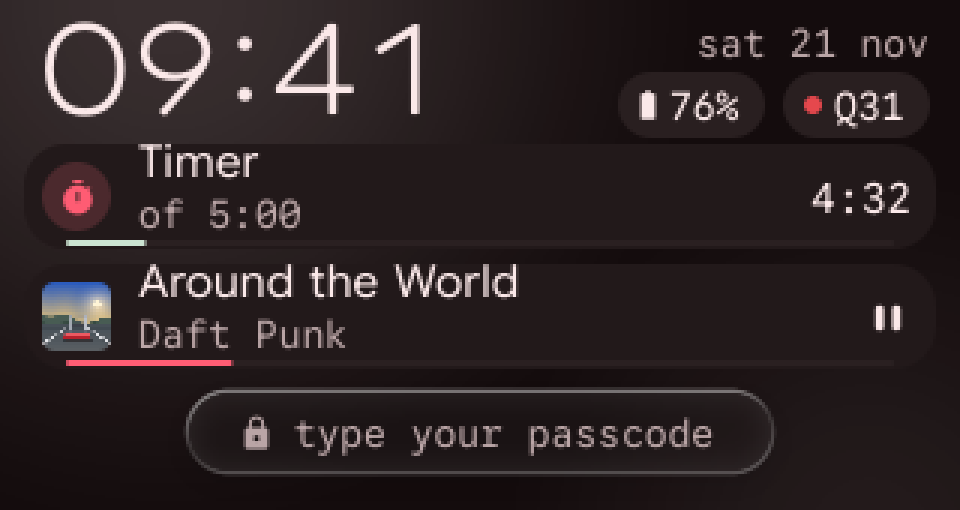 09:41
sat 21 nov
76%
Q31
Timer
of 5:00
4:32
Around the World
Daft Punk
type your passcode